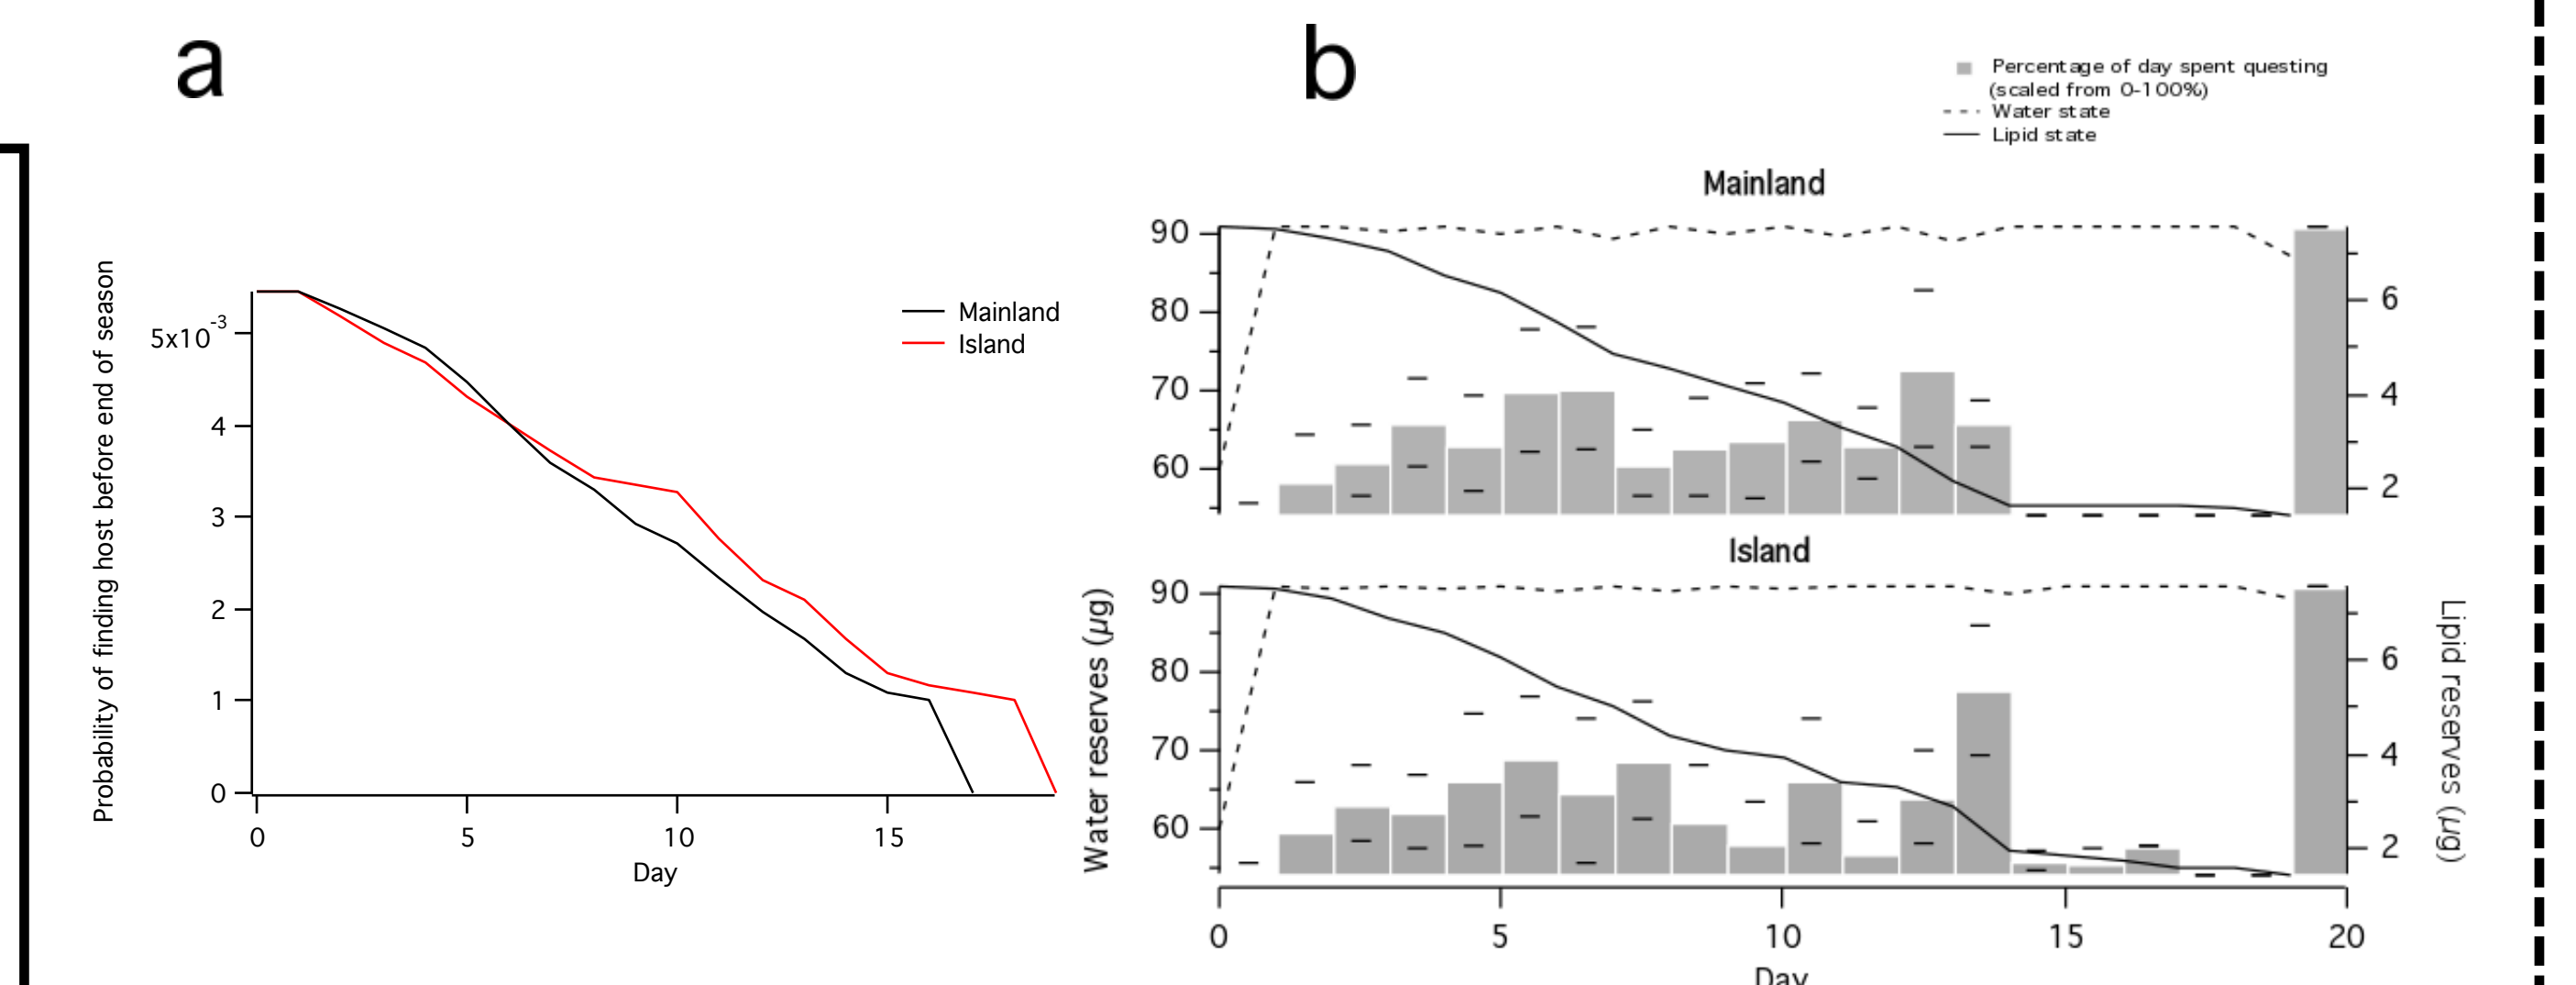 a
Probability of finding host before end of season
5x10-3
4
3
2
1
0
0 5 10 15
Day
Mainland
Island
b
Percentage of day spent questing
(scaled from 0-100%)
Water state
Lipid state
Mainland
90
80
70
60
6
4
2
Island
90
80
70
60
6
4
2
Water reserves (μg)
Lipid reserves (μg)
0 5 10 15 20
Day